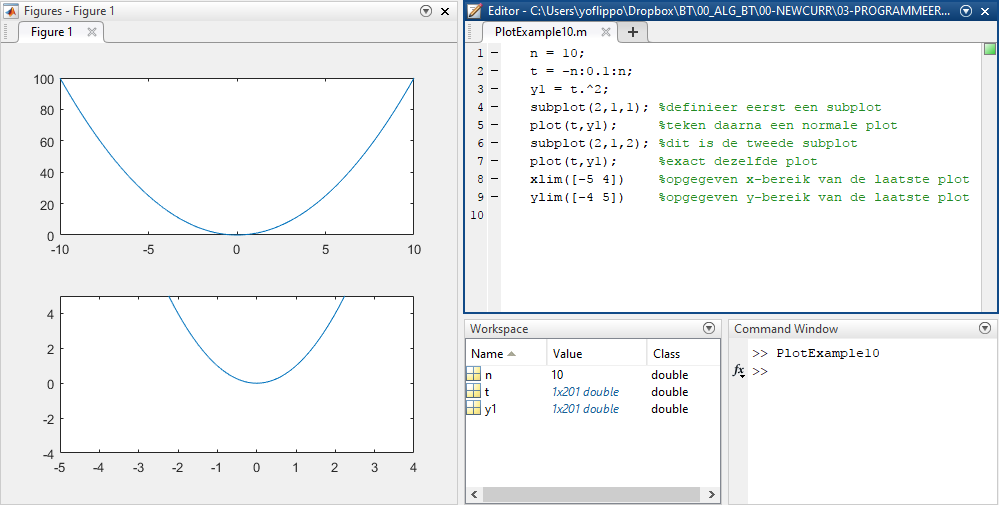 Figures - Figure 1
Figure 1
100
80
60
40
20
0
-10 -5 0 5 10
4
2
0
-2
-4
-5 -4 -3 -2 -1 0 1 2 3 4
Editor - C:\Users\yoflippo\Dropbox\BT\00_ALG_BT\00-NEWCURR\03-PROGRAMMEER...
PlotExample10.m
1 – n = 10;
2 – t = -n:0.1:n;
3 – y1 = t.^2;
4 – subplot(2,1,1); %definieer eerst een subplot
5 – plot(t,y1); %teken daarna een normale plot
6 – subplot(2,1,2); %dit is de tweede subplot
7 – plot(t,y1); %exact dezelfde plot
8 – xlim([-5 4]) %opgegeven x-bereik van de laatste plot
9 – ylim([-4 5]) %opgegeven y-bereik van de laatste plot
10
Workspace
Name Value Class
n 10 double
t 1x201 double double
y1 1x201 double double
Command Window
>> PlotExample10
fx >>